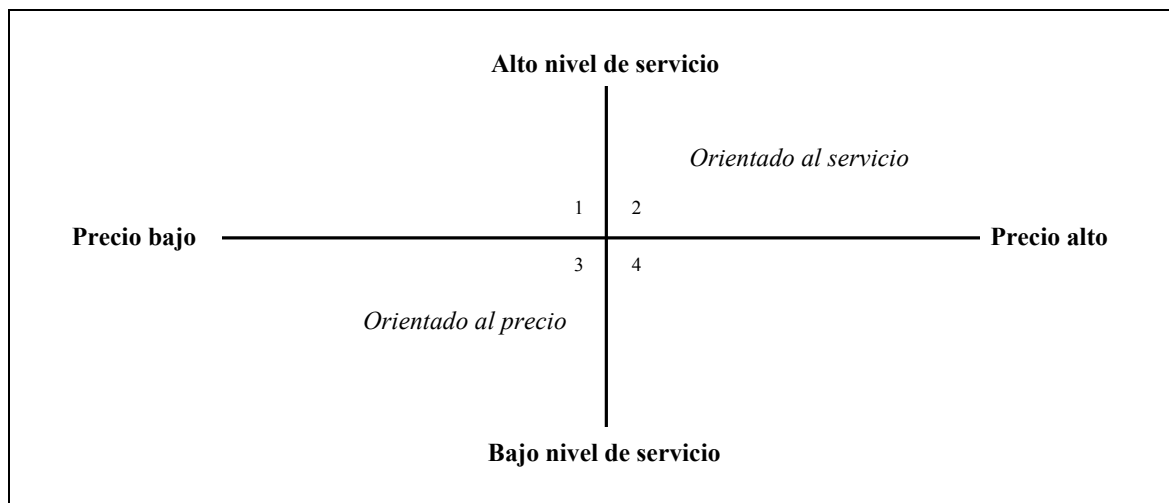 Alto nivel de servicio
Orientado al servicio
1 2
Precio bajo Precio alto
3 4
Orientado al precio
Bajo nivel de servicio